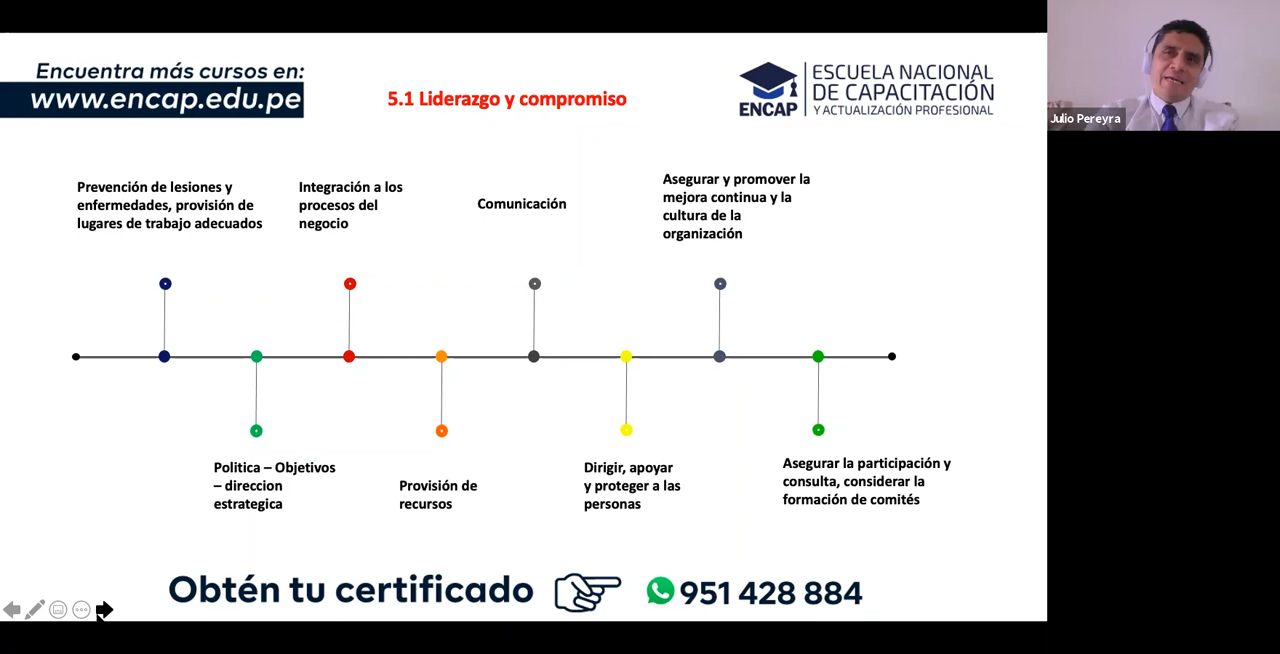 Encuentra más cursos en:
www.encap.edu.pe
5.1 Liderazgo y compromiso
ENCAP
ESCUELA NACIONAL
DE CAPACITACIÓN
Y ACTUALIZACIÓN PROFESIONAL
Julio Pereyra
Prevención de lesiones y
enfermedades, provisión de
lugares de trabajo adecuados
Integración a los
procesos del
negocio
Comunicación
Asegurar y promover la
mejora continua y la
cultura de la
organización
Politica – Objetivos
– direccion
estrategica
Provisión de
recursos
Dirigir, apoyar
y proteger a las
personas
Asegurar la participación y
consulta, considerar la
formación de comités
Obtén tu certificado
951 428 884